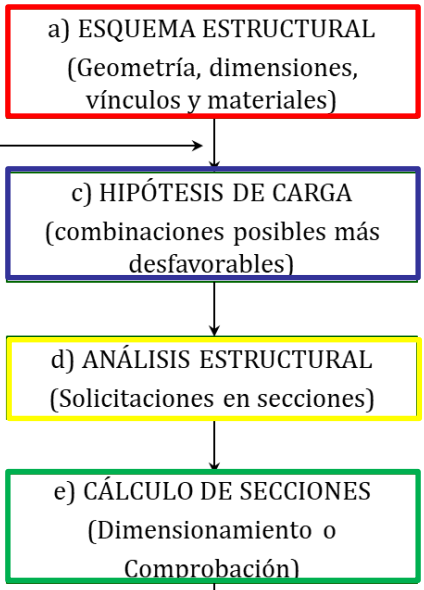 a) ESQUEMA ESTRUCTURAL
(Geometría, dimensiones,
vínculos y materiales)
c) HIPÓTESIS DE CARGA
(combinaciones posibles más
desfavorables)
d) ANÁLISIS ESTRUCTURAL
(Solicitaciones en secciones)
e) CÁLCULO DE SECCIONES
(Dimensionamiento o
Comprobación)